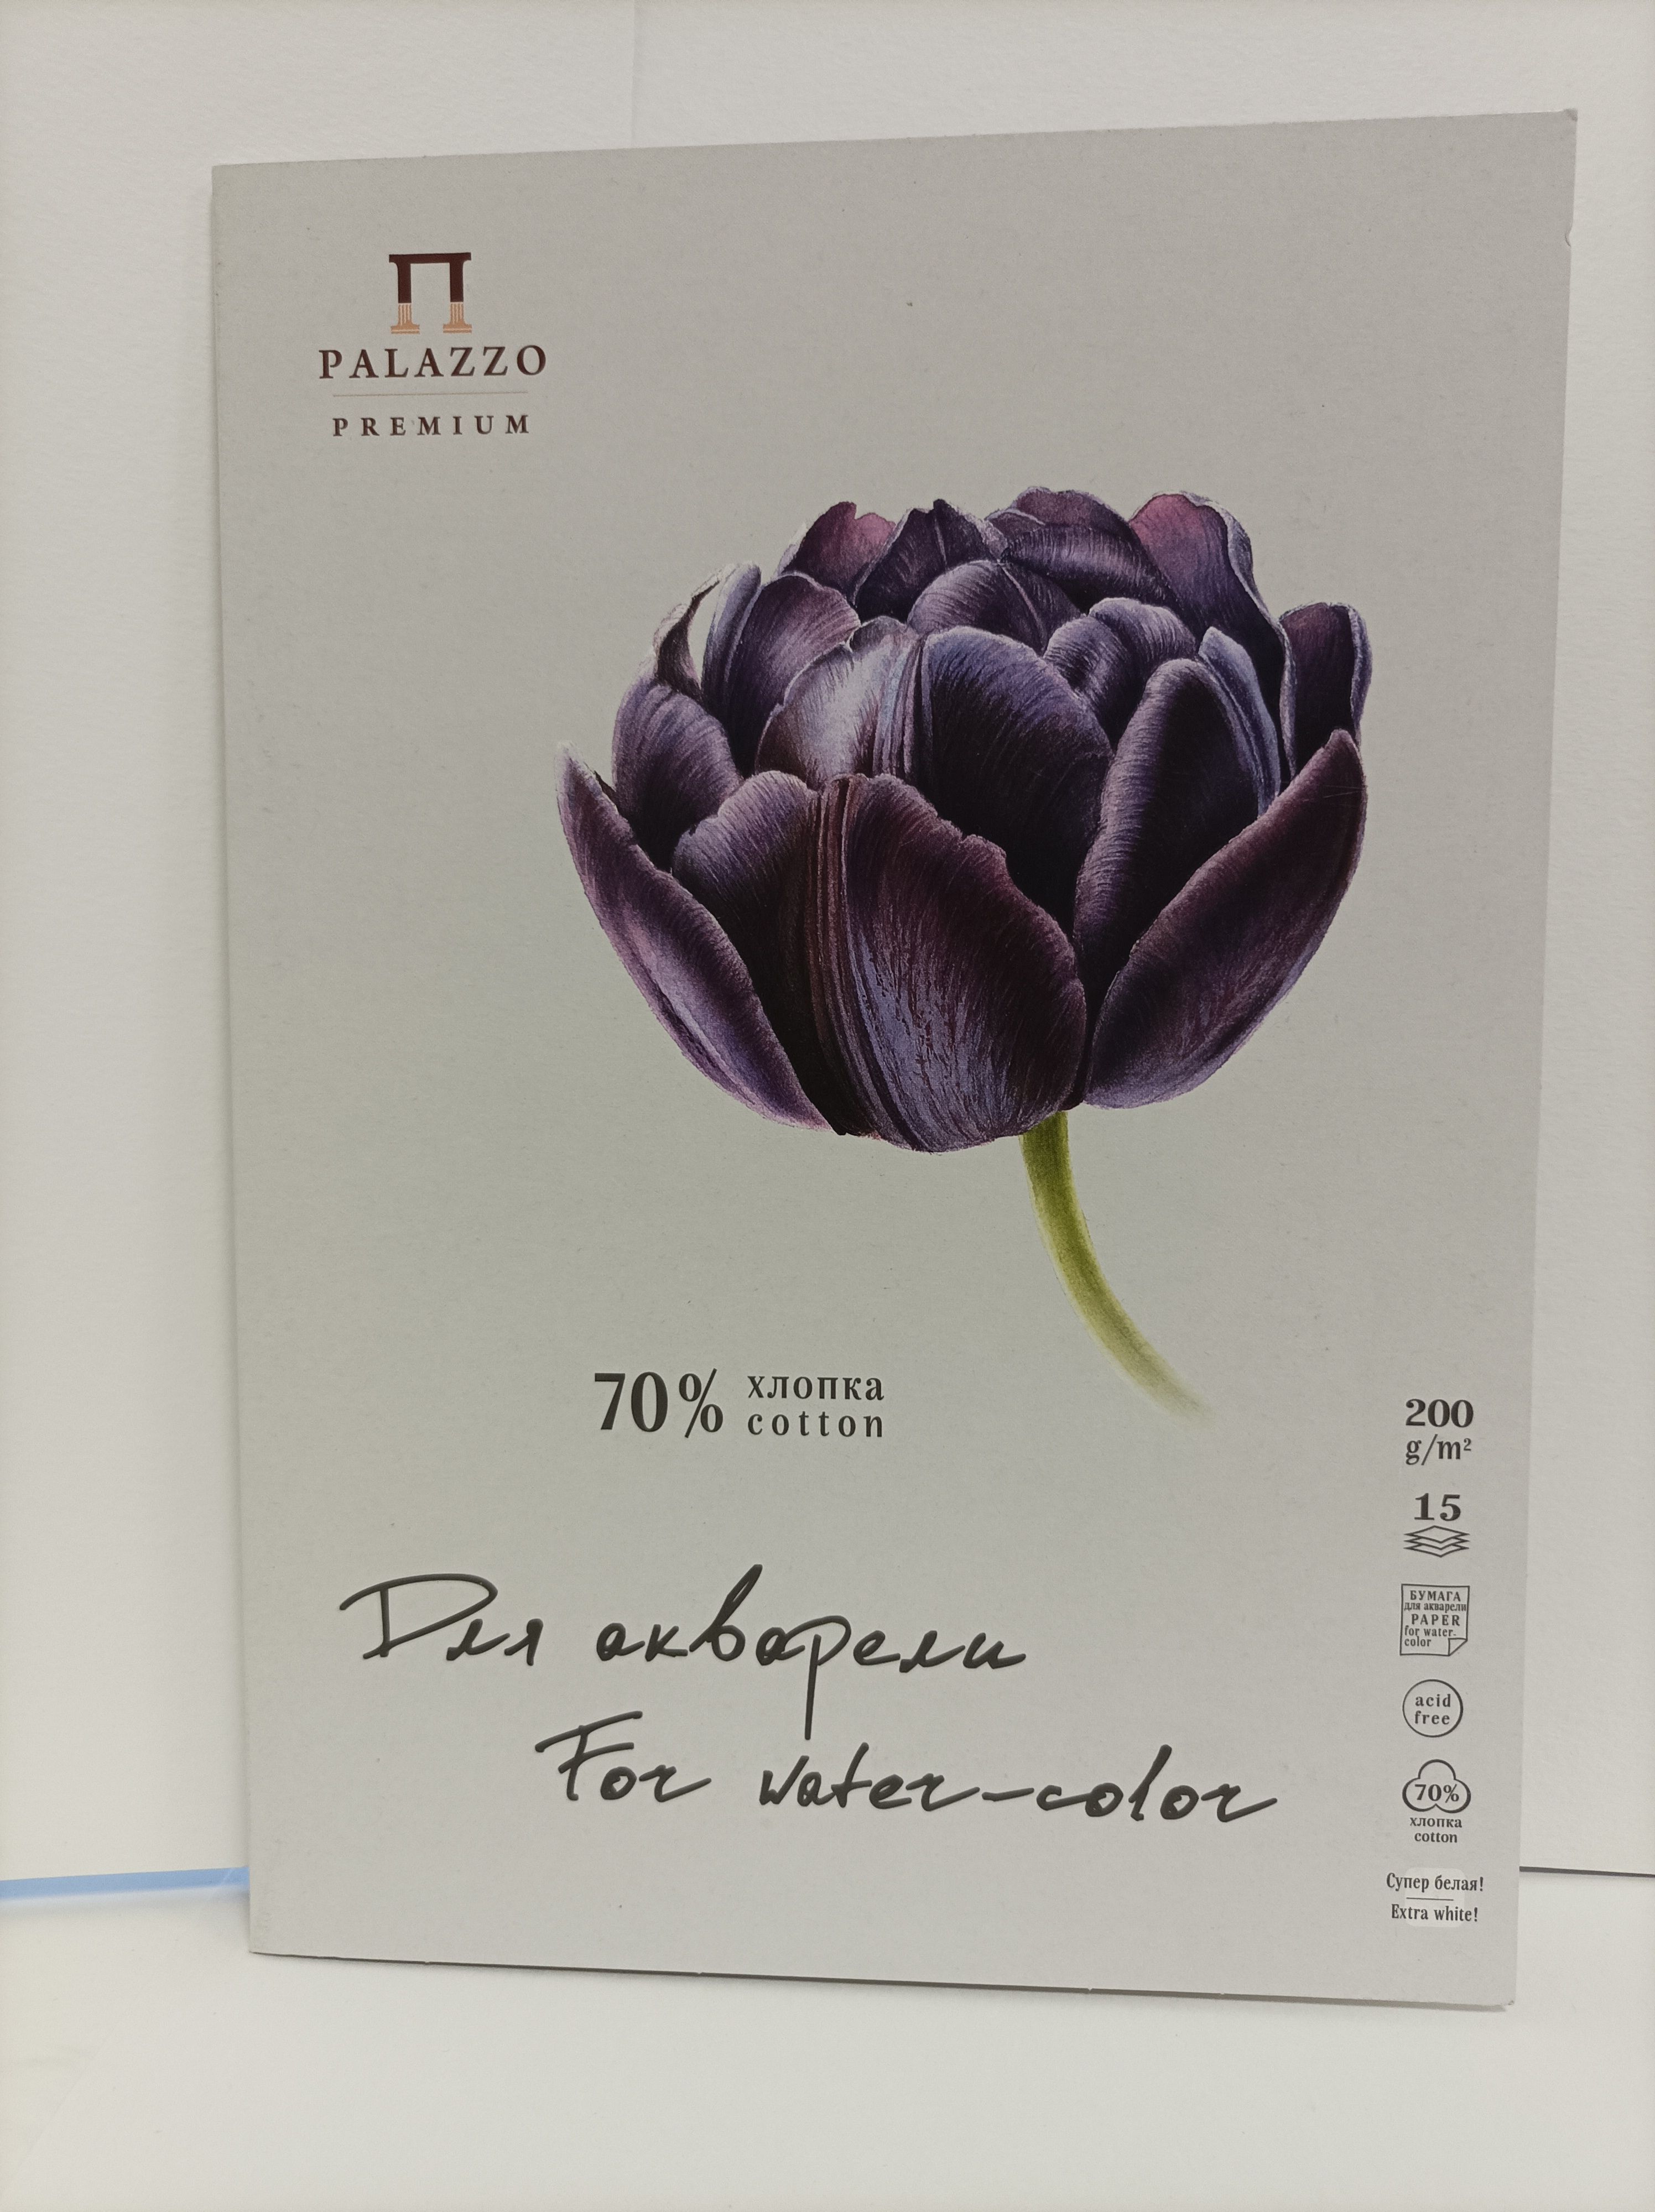 П
PALAZZO
PREMIUM
70% хлопка
cotton
Для акварели
For water-color
200
g/m²
15
БУМАГА
для акварели
PAPER
for water-
color
acid
free
70%
хлопка
cotton
Супер белая!
Extra white!